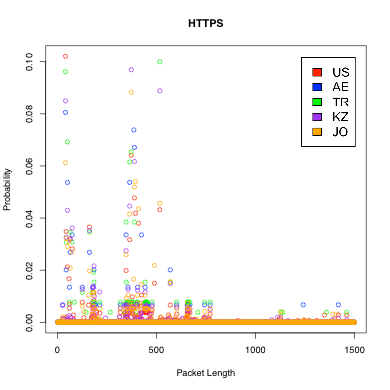 HTTPS
US
AE
TR
KZ
JO
Probability
0.00
0.02
0.04
0.06
0.08
0.10
0
500
1000
1500
Packet Length